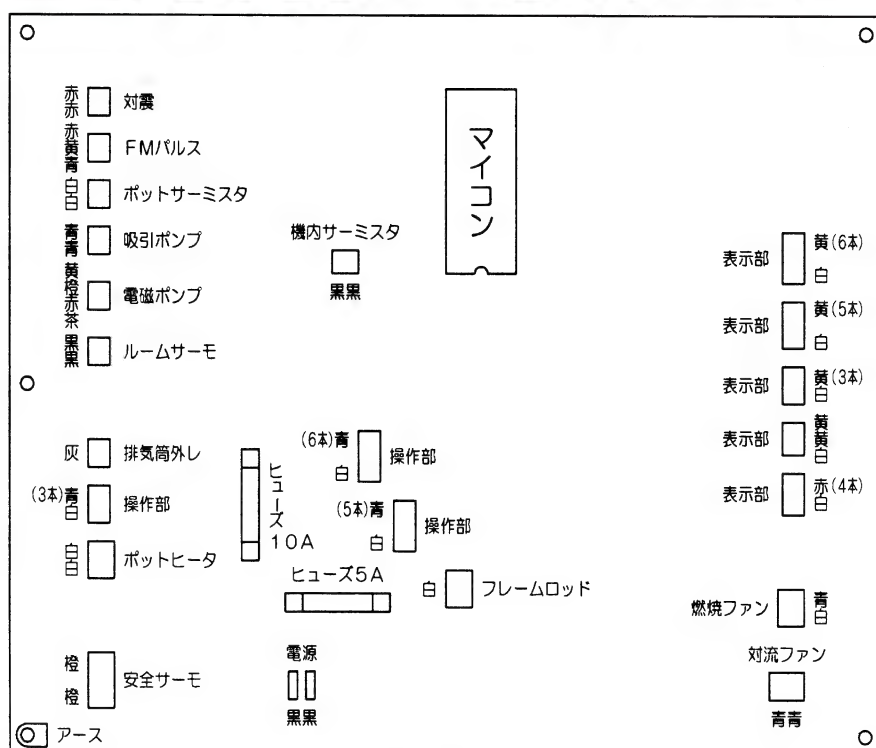 赤赤 対震
赤黄青 FMパルス
白白 ポットサーミスタ
青青 吸引ポンプ
黄橙赤茶 電磁ポンプ
黒黒 ルームサーモ
マイコン
機内サーミスタ
黒黒
表示部 黄(6本) 白
表示部 黄(5本) 白
表示部 黄(3本) 白
表示部 黄黄白
表示部 赤(4本) 白
灰 排気筒外レ
(3本)青白 操作部
白白 ポットヒータ
ヒューズ10A
(6本)青 白 操作部
(5本)青 白 操作部
ヒューズ5A
白 フレームロッド
燃焼ファン 青白
対流ファン
青青
橙 橙 安全サーモ
電源
黒黒
アース